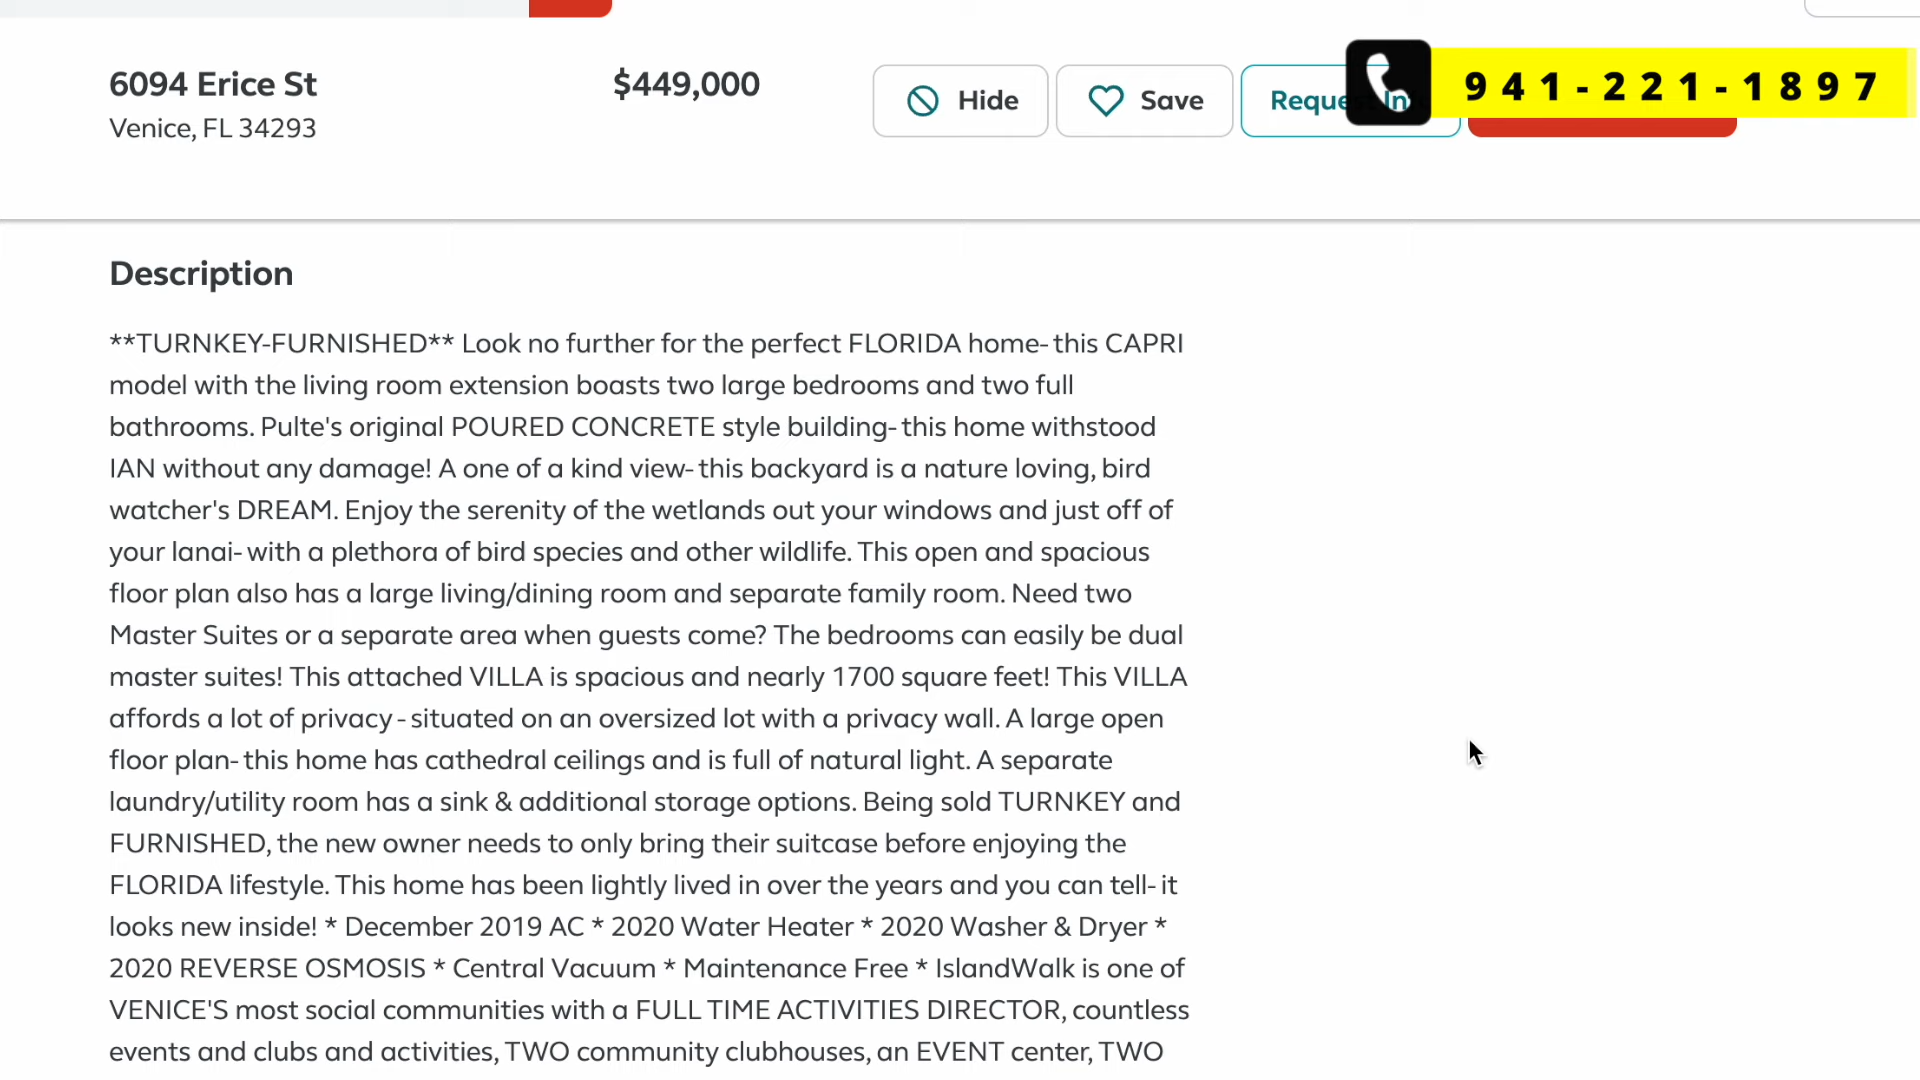 6094 Erice St
Venice, FL 34293
$449,000
Hide
Save
Reque
941-221-1897
Description
**TURNKEY-FURNISHED** Look no further for the perfect FLORIDA home- this CAPRI
model with the living room extension boasts two large bedrooms and two full
bathrooms. Pulte's original POURED CONCRETE style building- this home withstood
IAN without any damage! A one of a kind view- this backyard is a nature loving, bird
watcher's DREAM. Enjoy the serenity of the wetlands out your windows and just off of
your lanai- with a plethora of bird species and other wildlife. This open and spacious
floor plan also has a large living/dining room and separate family room. Need two
Master Suites or a separate area when guests come? The bedrooms can easily be dual
master suites! This attached VILLA is spacious and nearly 1700 square feet! This VILLA
affords a lot of privacy - situated on an oversized lot with a privacy wall. A large open
floor plan- this home has cathedral ceilings and is full of natural light. A separate
laundry/utility room has a sink & additional storage options. Being sold TURNKEY and
FURNISHED, the new owner needs to only bring their suitcase before enjoying the
FLORIDA lifestyle. This home has been lightly lived in over the years and you can tell- it
looks new inside! * December 2019 AC * 2020 Water Heater * 2020 Washer & Dryer *
2020 REVERSE OSMOSIS * Central Vacuum * Maintenance Free * IslandWalk is one of
VENICE'S most social communities with a FULL TIME ACTIVITIES DIRECTOR, countless
events and clubs and activities, TWO community clubhouses, an EVENT center, TWO